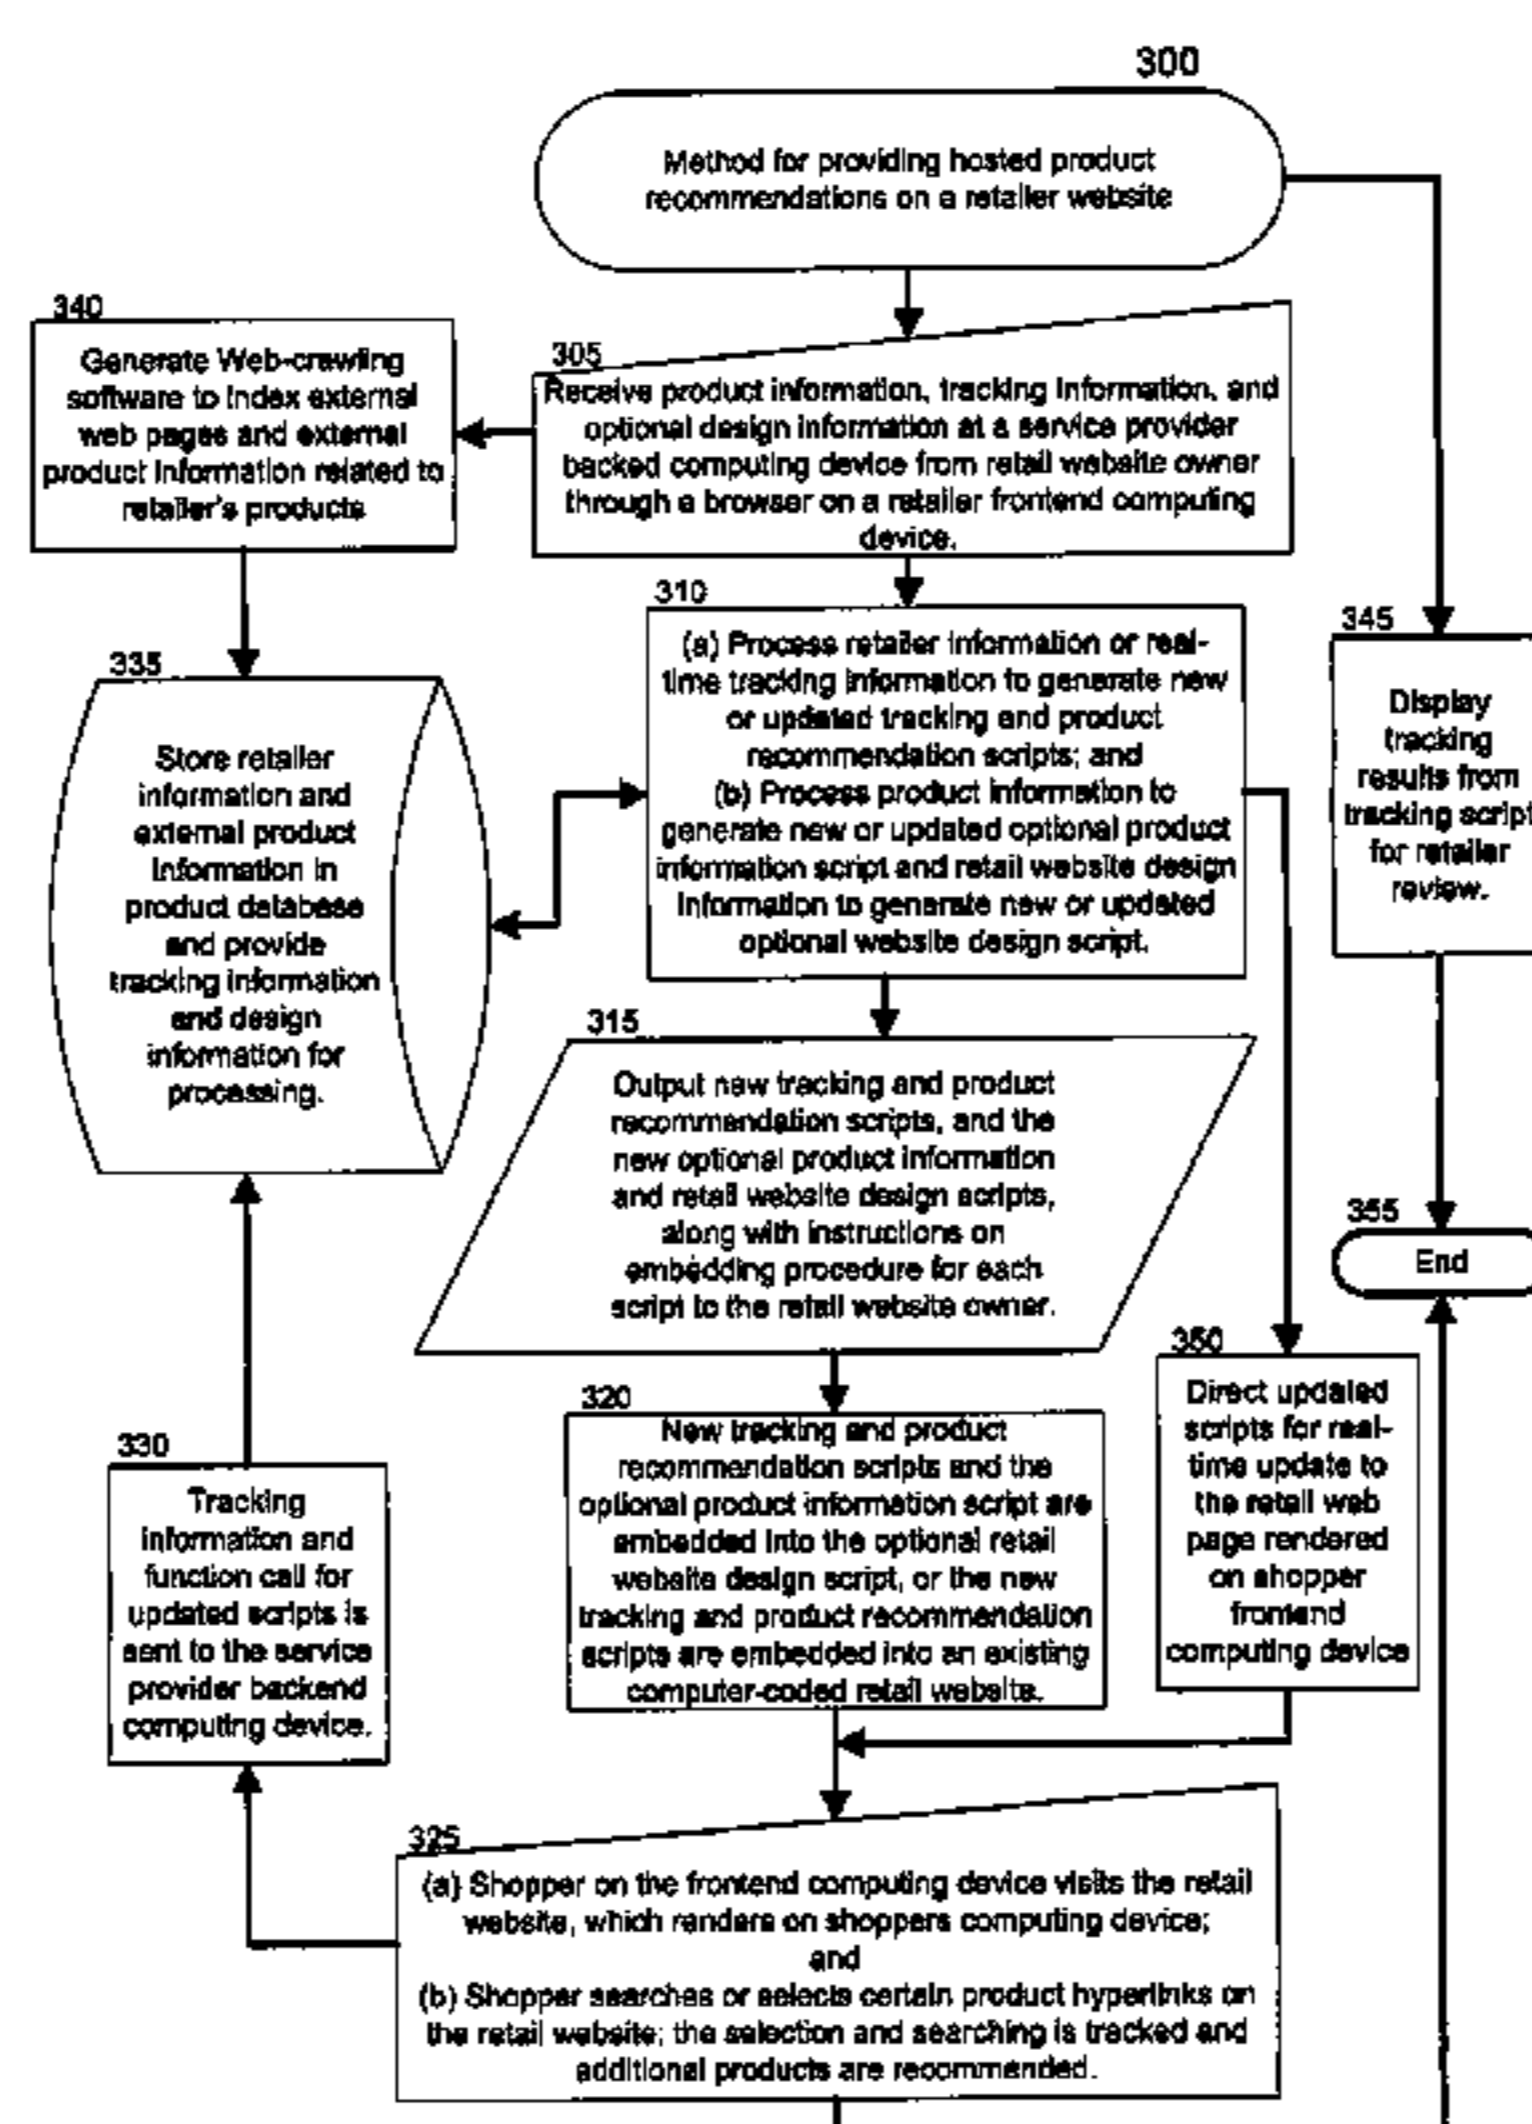 300
Method for providing hosted product
recommendations on a retailer website
340
Generate Web-crawling
software to index external
web pages and external
product information related to
retailer's products
305
Receive product information, tracking information, and
optional design information at a service provider
backed computing device from retail website owner
through a browser on a retailer frontend computing
device.
310
(a) Process retailer information or real-
time tracking information to generate new
or updated tracking and product
recommendation scripts; and
(b) Process product information to
generate new or updated optional product
information script and retail website design
information to generate new or updated
optional website design script.
345
Display
tracking
results from
tracking script
for retailer
review.
335
Store retailer
information and
external product
information in
product database
and provide
tracking information
and design
information for
processing.
315
Output new tracking and product
recommendation scripts, and the
new optional product information
and retail website design scripts,
along with instructions on
embedding procedure for each
script to the retail website owner.
355
End
350
Direct updated
scripts for real-
time update to
the retail web
page rendered
on shopper
frontend
computing device
320
New tracking and product
recommendation scripts and the
optional product information script are
embedded into the optional retail
website design script, or the new
tracking and product recommendation
scripts are embedded into an existing
computer-coded retail website.
330
Tracking
information and
function call for
updated scripts is
sent to the service
provider backend
computing device.
325
(a) Shopper on the frontend computing device visits the retail
website, which renders on shoppers computing device;
and
(b) Shopper searches or selects certain product hyperlinks on
the retail website; the selection and searching is tracked and
additional products are recommended.